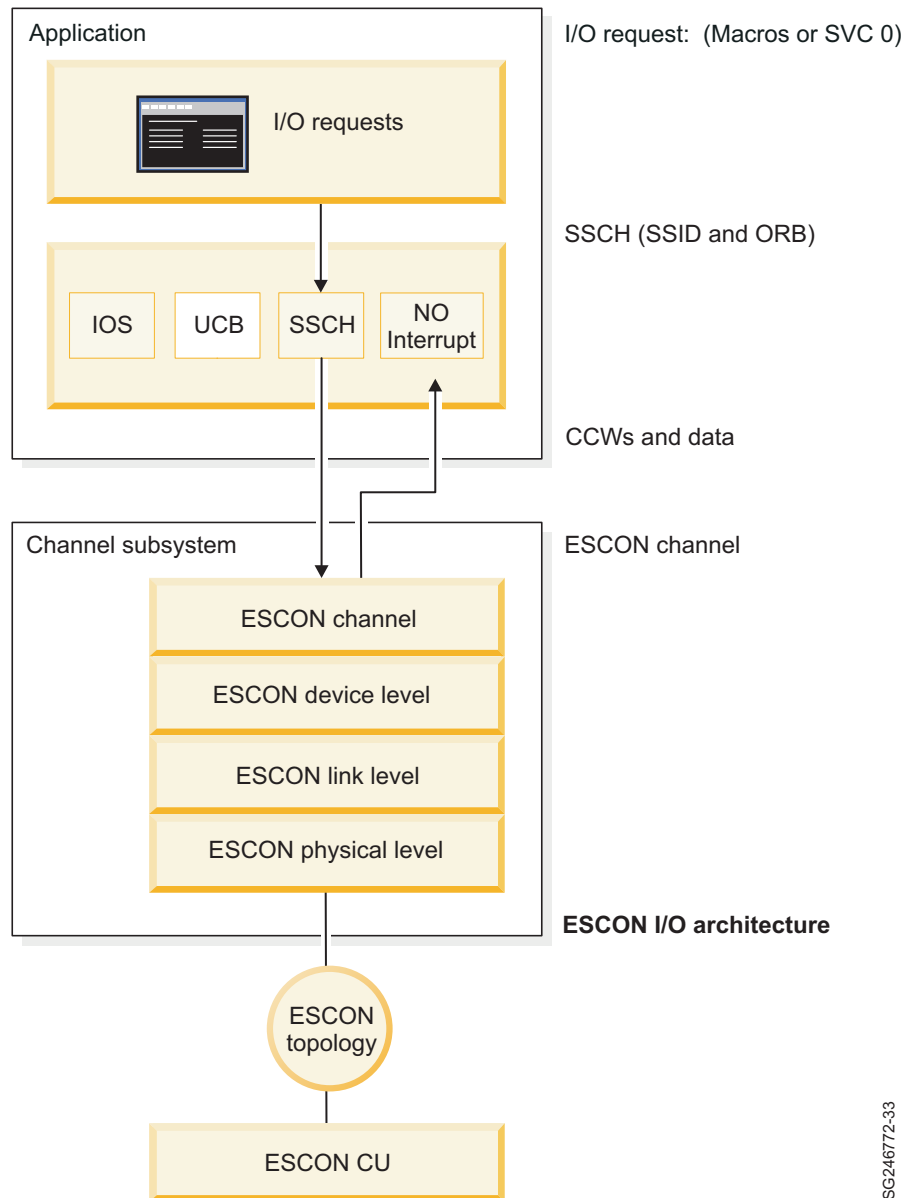 Application
I/O request:  (Macros or SVC 0)
I/O requests
SSCH (SSID and ORB)
IOS
UCB
SSCH
NO
Interrupt
CCWs and data
Channel subsystem
ESCON channel
ESCON channel
ESCON device level
ESCON link level
ESCON physical level
ESCON I/O architecture
ESCON
topology
ESCON CU
SG246772-33